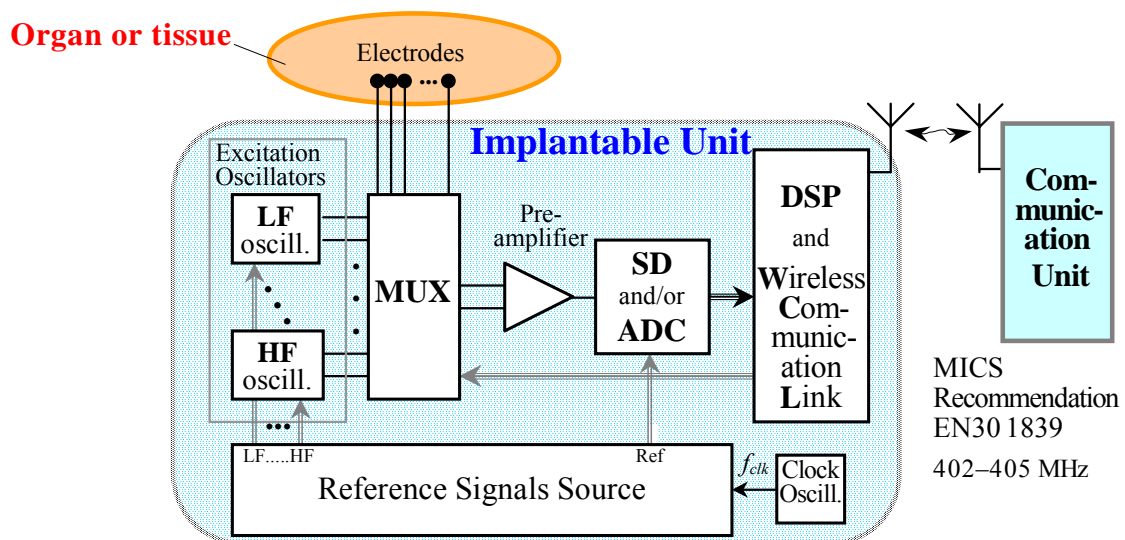 Organ or tissue
Electrodes
...
Implantable Unit
Excitation
Oscillators
LF
oscill.
HF
oscill.
...
MUX
Pre-
amplifier
SD
and/or
ADC
DSP
and
Wireless
Com-
munic-
ation
Link
Com-
munic-
ation
Unit
MICS
Recommendation
EN30 1839
402–405 MHz
LF.....HF
Ref
Reference Signals Source
fclk
Clock
Oscill.